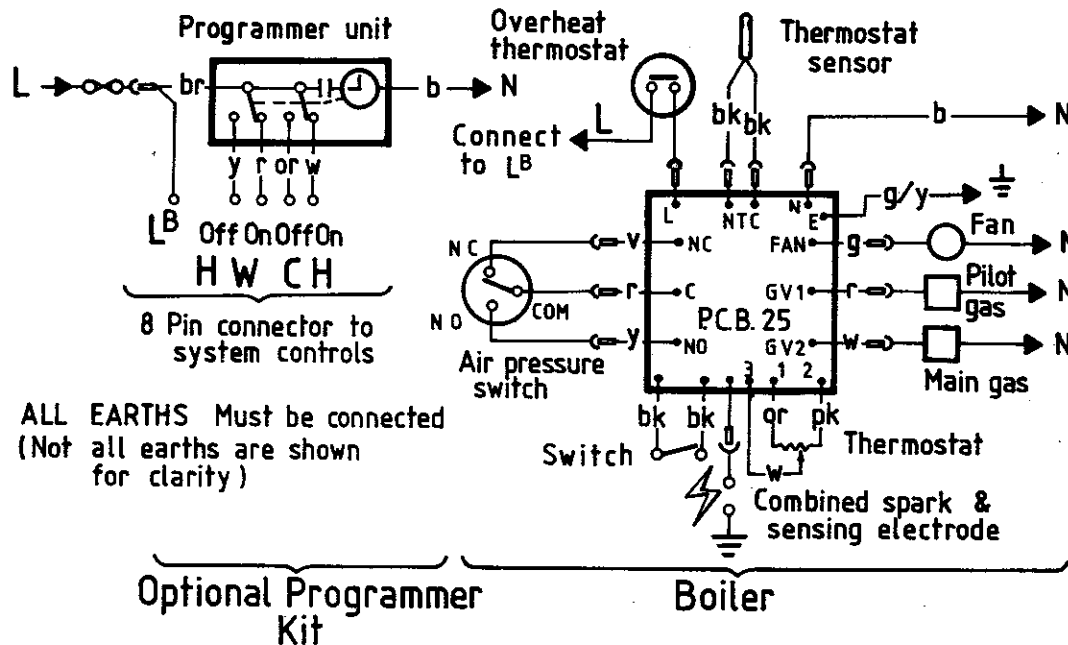 Programmer unit
L
br
b
N
y r or w
LB
Off On Off On
H W C H
8 Pin connector to
system controls
ALL EARTHS Must be connected
(Not all earths are shown
for clarity)
Optional Programmer
Kit
Overheat
thermostat
L
Connect
to LB
Thermostat
sensor
bk
bk
b
N
g/y
L
NTC
N
E
NC
v
NC
FAN
g
Fan
N
COM
r
C
GV1
r
Pilot
gas
N
P.C.B. 25
NO
y
NO
GV2
w
Main gas
N
Air pressure
switch
3 1 2
bk
bk
or
pk
Switch
w
Thermostat
Combined spark &
sensing electrode
Boiler